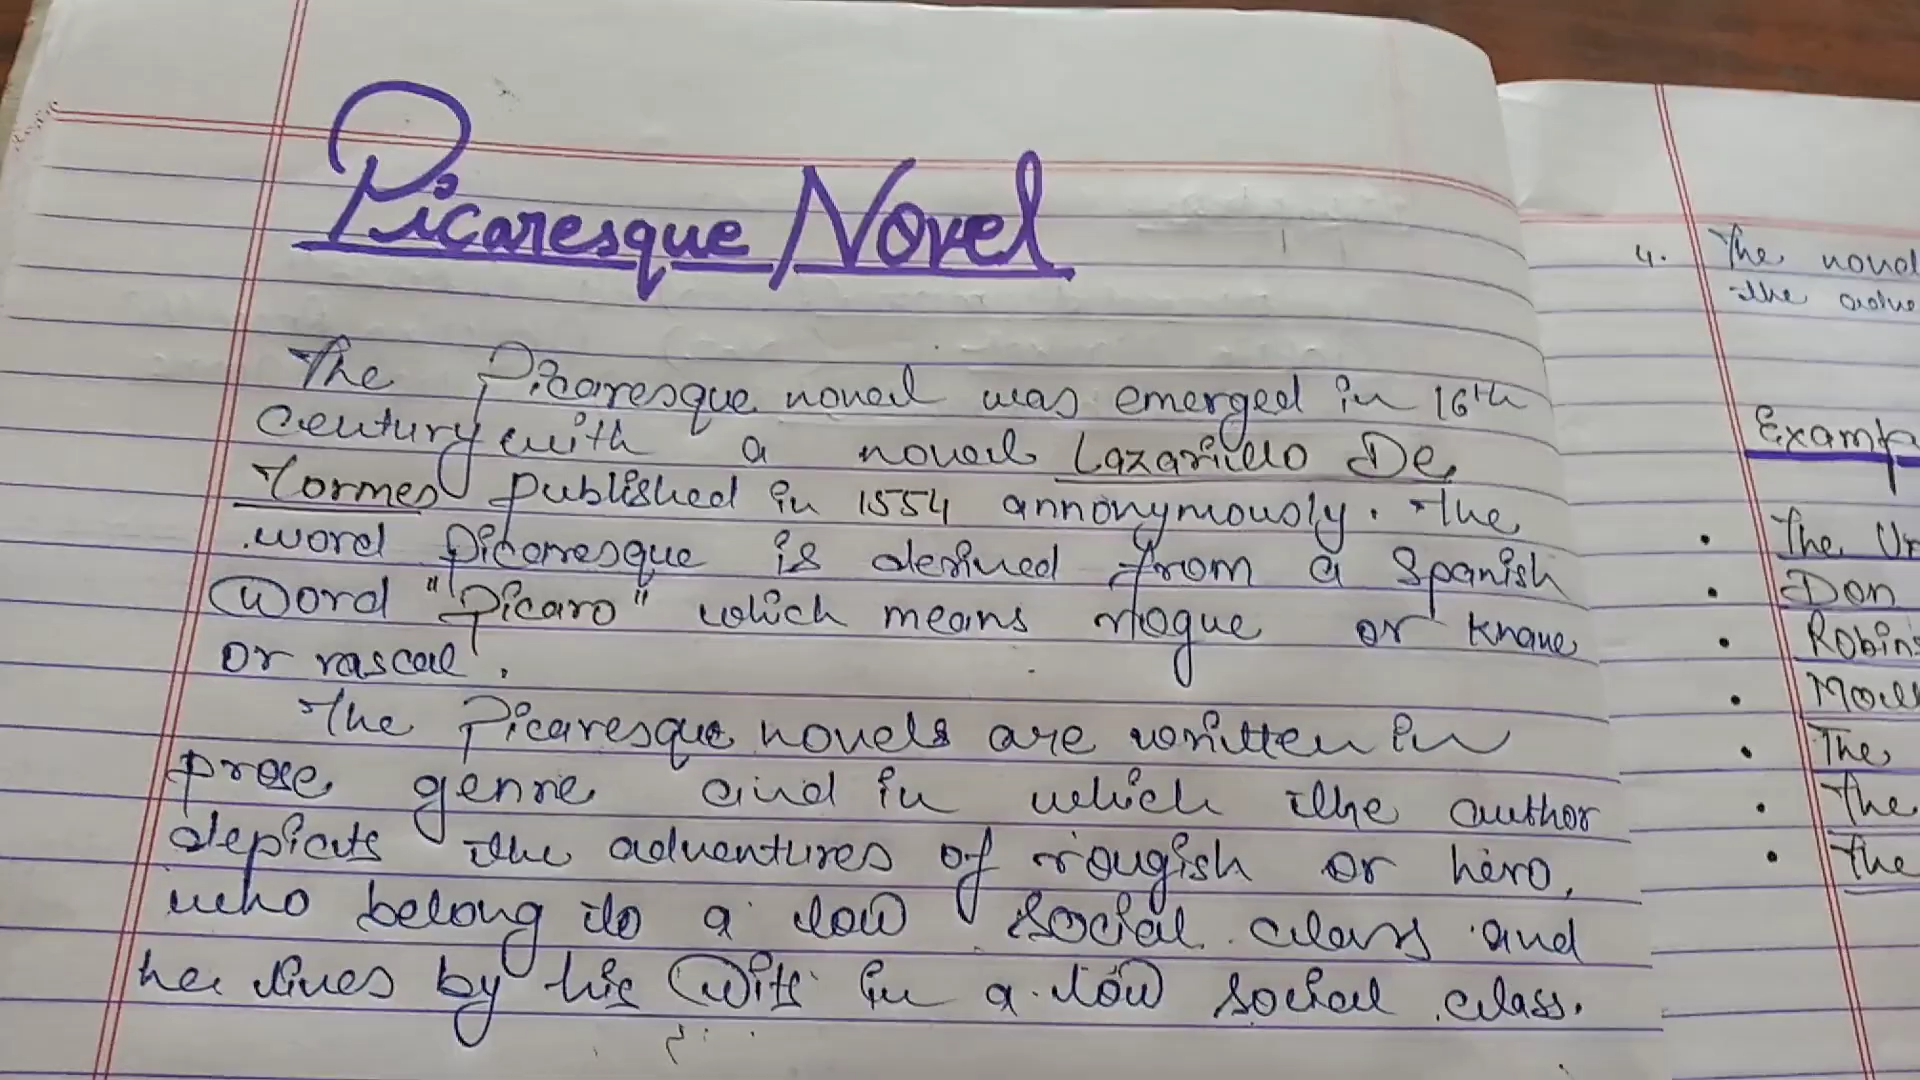 Picaresque Novel
The Picaresque novel was emerged in 16th
century with a novel Lazarillo De
Tormes published in 1554 annonymously. The
word picaresque is derived from a Spanish
word "picaro" which means rogue or knave
or rascal.
The Picaresque novels are written in
prose genre and in which the author
depicts the adventures of rougish or hero,
who belong to a low social class and
he lives by his wits in a low social class.
4. The novel
the adve
Examp
The Un
Don
Robins
Moll
The
The
The